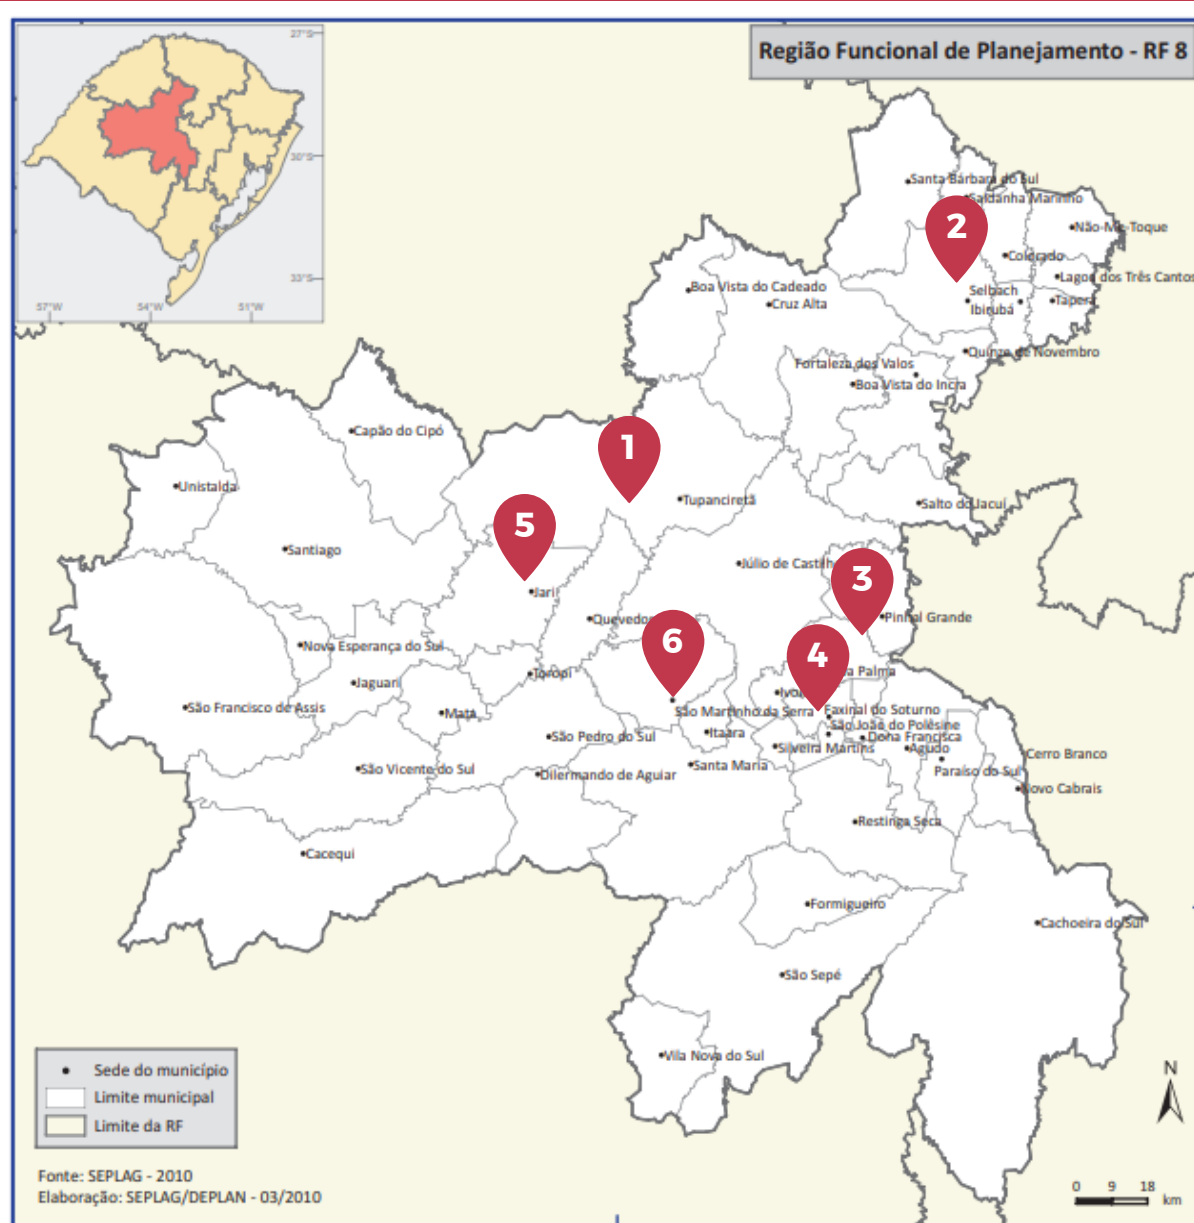 Região Funcional de Planejamento - RF 8
27°S
30°S
33°S
57°W
54°W
51°W
Santa Bárbara do Sul
Saldanha Marinho
Não-Me-Toque
2
Colorado
Lagoa dos Três Cantos
Selbach
Ibirubá
Tapera
Boa Vista do Cadeado
Cruz Alta
Quinze de Novembro
Fortaleza dos Valos
Boa Vista do Incra
Capão do Cipó
1
Unistalda
Tupanciretã
Salto do Jacuí
5
Santiago
Júlio de Castilh
3
Jari
Quevedo
Pinhal Grande
6
4
Nova Esperança do Sul
Toropi
a Palma
Jaguari
Ivo
São Francisco de Assis
Mata
São Martinho da Serra
Faxinal do Soturno
São João do Polêsine
Itaara
Dona Francisca
São Pedro do Sul
Silveira Martins
Agudo
Cerro Branco
Santa Maria
São Vicente do Sul
Dilermando de Aguiar
Paraíso do Sul
Novo Cabrais
Restinga Seca
Cacequi
Formigueiro
Cachoeira do Sul
São Sepé
Vila Nova do Sul
Sede do município
Limite municipal
Limite da RF
N
Fonte: SEPLAG - 2010
Elaboração: SEPLAG/DEPLAN - 03/2010
0 9 18
km